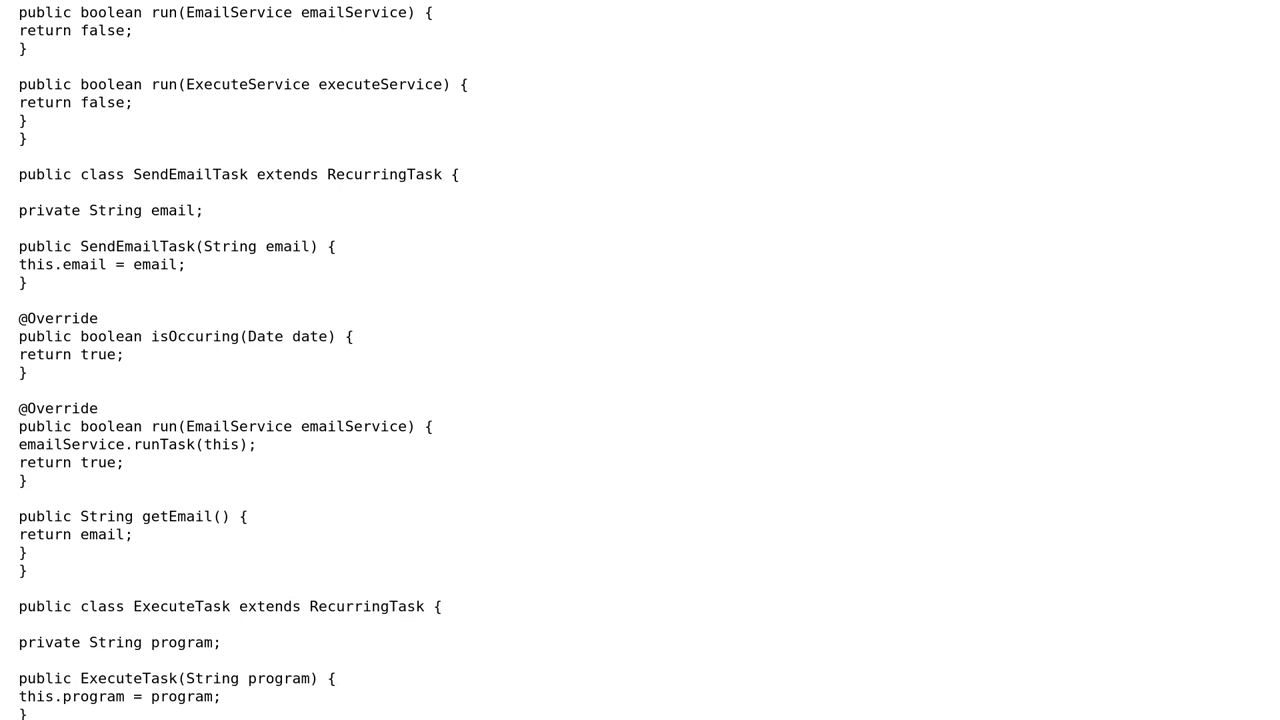 public boolean run(EmailService emailService) {
return false;
}
public boolean run(ExecuteService executeService) {
return false;
}
}
public class SendEmailTask extends RecurringTask {
private String email;
public SendEmailTask(String email) {
this.email = email;
}
@Override
public boolean isOccuring(Date date) {
return true;
}
@Override
public boolean run(EmailService emailService) {
emailService.runTask(this);
return true;
}
public String getEmail() {
return email;
}
}
public class ExecuteTask extends RecurringTask {
private String program;
public ExecuteTask(String program) {
this.program = program;
}